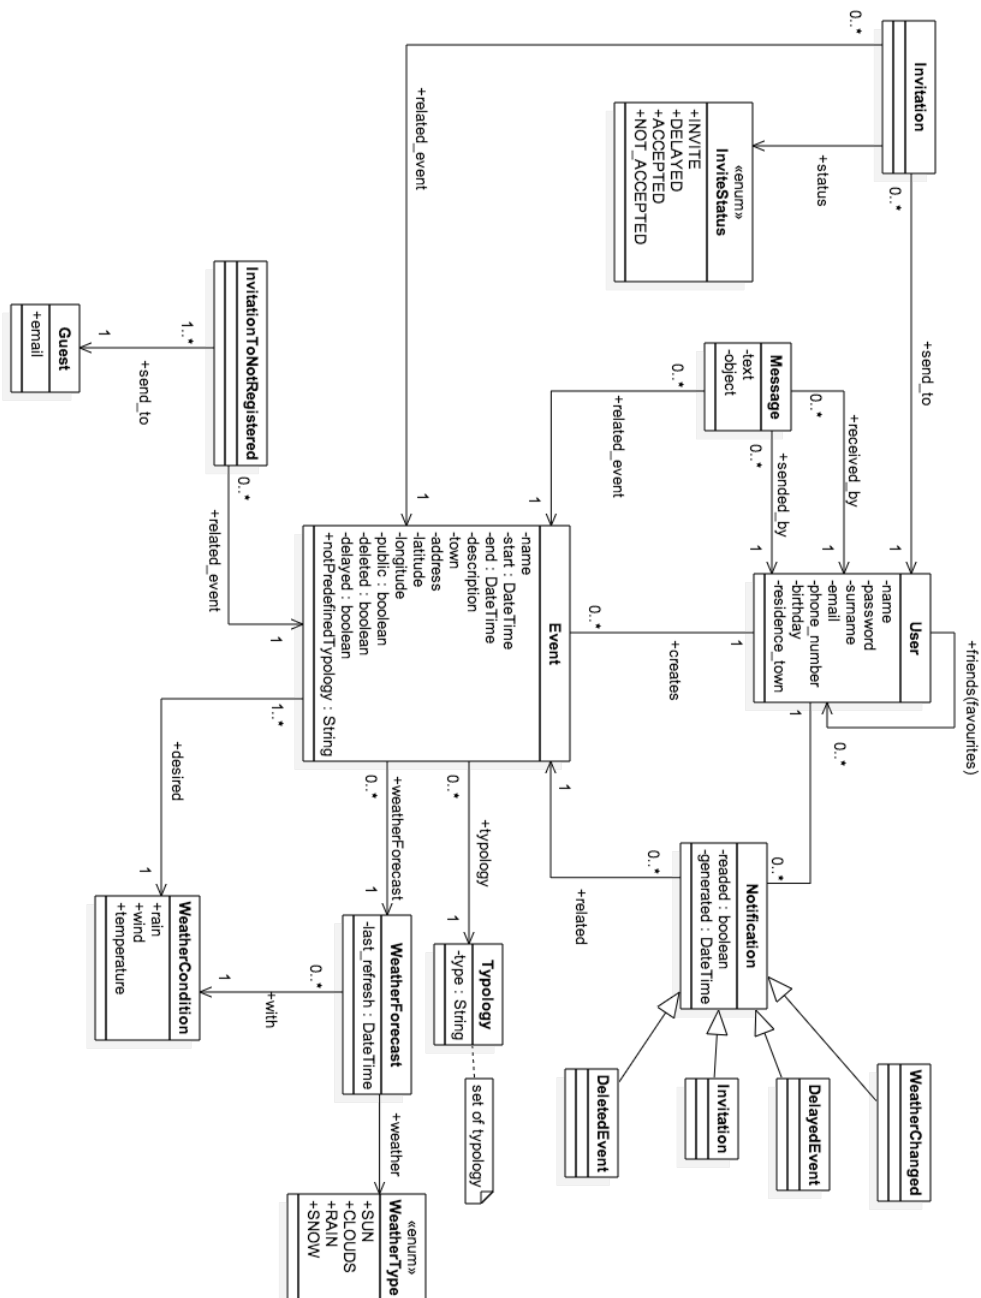 +friends(favourites)
0..*
User
-name
-password
-surname
-email
-phone_number
-birthday
-residence_town
1
1
1
1
Invitation
0..*
0..*
+send_to
+status
+related_event
1
«enum»
InviteStatus
+INVITE
+DELAYED
+ACCEPTED
+NOT_ACCEPTED
Message
-text
-object
0..*
+received_by
0..*
+sended_by
0..*
+related_event
1
+creates
0..*
Notification
-readed : boolean
-generated : DateTime
0..*
0..*
+related
1
WeatherChanged
DelayedEvent
Invitation
DeletedEvent
Event
-name
-start : DateTime
-end : DateTime
-description
-town
-address
-latitude
-longitude
-public : boolean
-deleted : boolean
-delayed : boolean
+notPredefinedTypology : String
InvitationToNotRegistered
0..*
+related_event
1
1..*
+send_to
1
Guest
+email
0..*
+typology
1
Typology
-type : String
set of typology
0..*
+weatherForecast
1
WeatherForecast
-last_refresh : DateTime
+weather
«enum»
WeatherType
+SUN
+CLOUDS
+RAIN
+SNOW
0..*
+with
1
1..*
+desired
1
WeatherCondition
+rain
+wind
+temperature
1